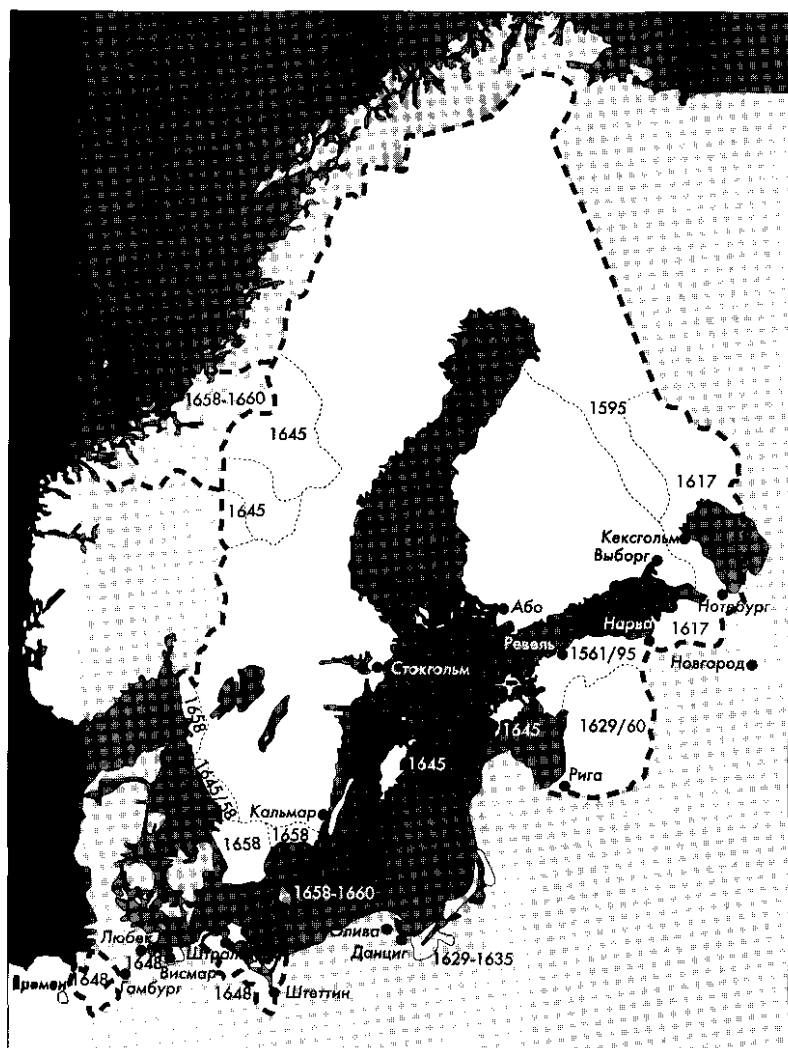 1658-1660
1595
1645
1617
1645
Кексгольм
Выборг
Або
Нотебург
Ревель
Нарва
1617
1561/95
Новгород
Стокгольм
1658
1645
1629/60
1645
1645/58
Рига
Кальмар
1658
1658
1658-1660
Олива
Любек
Данциг
1629-1635
1648
Висмар
1648
Бремен
Гамбург
1648
Штеттин